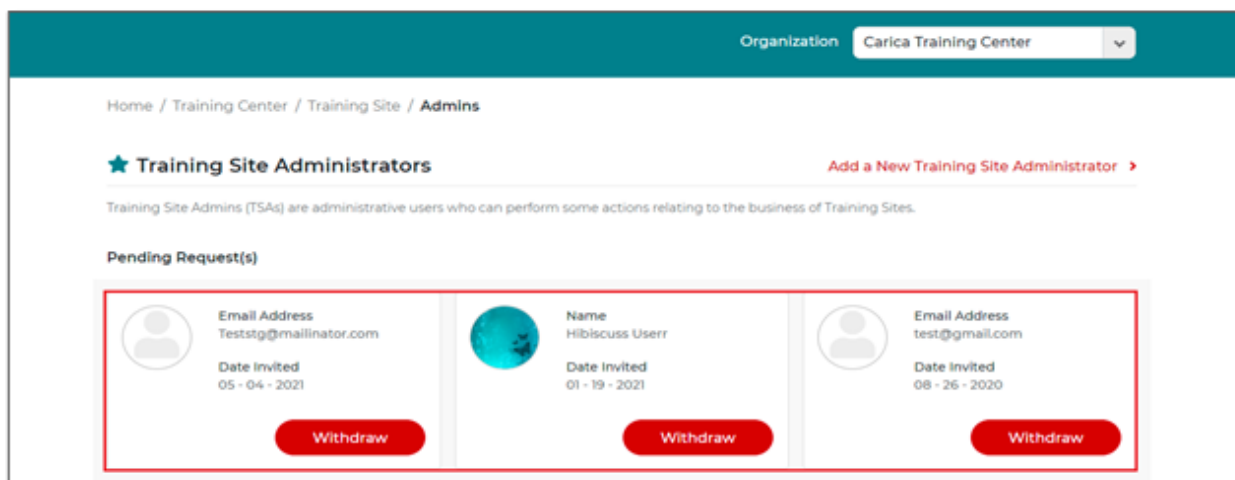 Organization Carica Training Center
Home / Training Center / Training Site / Admins
Training Site Administrators
Add a New Training Site Administrator >
Training Site Admins (TSAs) are administrative users who can perform some actions relating to the business of Training Sites.
Pending Request(s)
Email Address
Teststg@mailinator.com
Date Invited
05 - 04 - 2021
Withdraw
Name
Hibiscuss Userr
Date Invited
01 - 19 - 2021
Withdraw
Email Address
test@gmail.com
Date Invited
08 - 26 - 2020
Withdraw